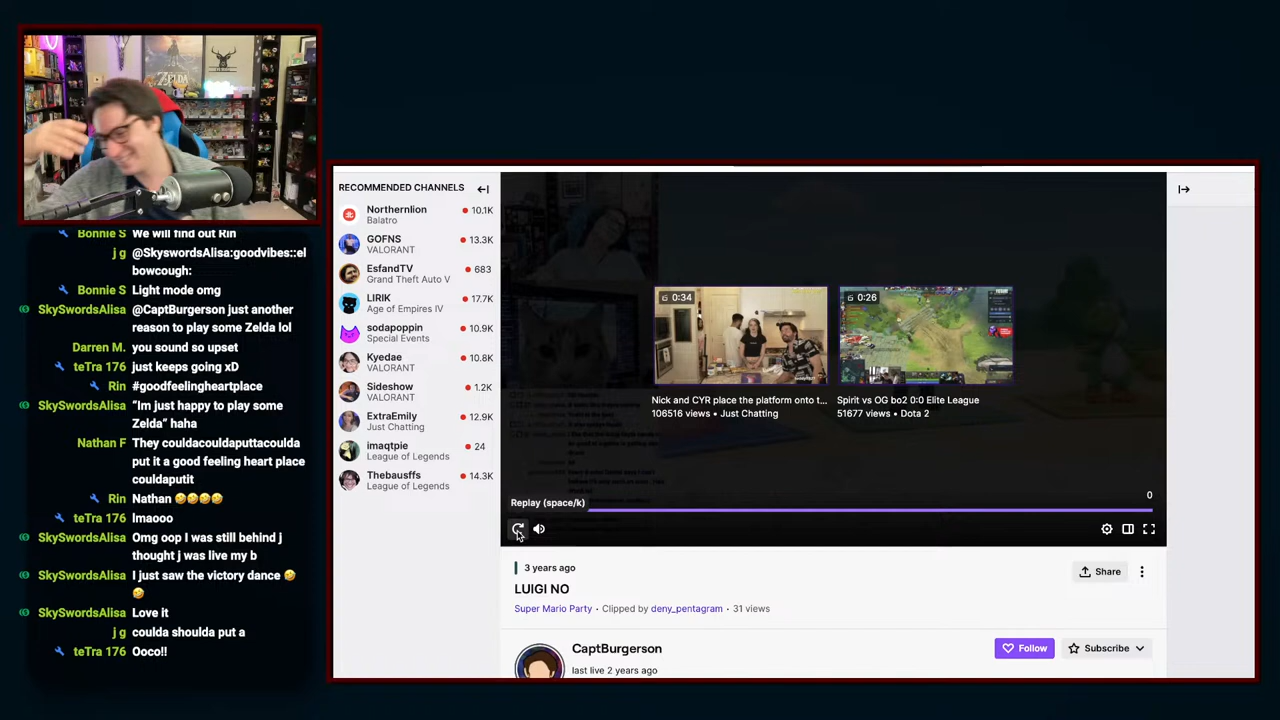 ZELDA
Bonnie S We will find out Rin
j g @SkyswordsAlisa:goodvibes::el
bowcough:
Bonnie S Light mode omg
SkySwordsAlisa @CaptBurgerson just another
reason to play some Zelda lol
Darren M. you sound so upset
teTra 176 just keeps going xD
Rin #goodfeelingheartplace
SkySwordsAlisa “Im just happy to play some
Zelda” haha
Nathan F They couldacouldaputtacoulda
put it a good feeling heart place
couldaputit
Rin Nathan 🤣🤣🤣🤣
teTra 176 lmaooo
SkySwordsAlisa Omg oop I was still behind j
thought j was live my b
SkySwordsAlisa I just saw the victory dance 🤣
🤣
SkySwordsAlisa Love it
j g coulda shoulda put a
teTra 176 Ooco!!
RECOMMENDED CHANNELS
Northernlion 10.1K
Balatro
GOFNS 13.3K
VALORANT
EsfandTV 683
Grand Theft Auto V
LIRIK 17.7K
Age of Empires IV
sodapoppin 10.9K
Special Events
Kyedae 10.8K
VALORANT
Sideshow 1.2K
VALORANT
ExtraEmily 12.9K
Just Chatting
imaqtpie 24
League of Legends
Thebausffs 14.3K
League of Legends
0:34
0:26
Nick and CYR place the platform onto t...
106516 views • Just Chatting
Spirit vs OG bo2 0:0 Elite League
51677 views • Dota 2
Replay (space/k)
0
3 years ago
Share
LUIGI NO
Super Mario Party • Clipped by deny_pentagram • 31 views
CaptBurgerson
Follow
Subscribe
last live 2 years ago